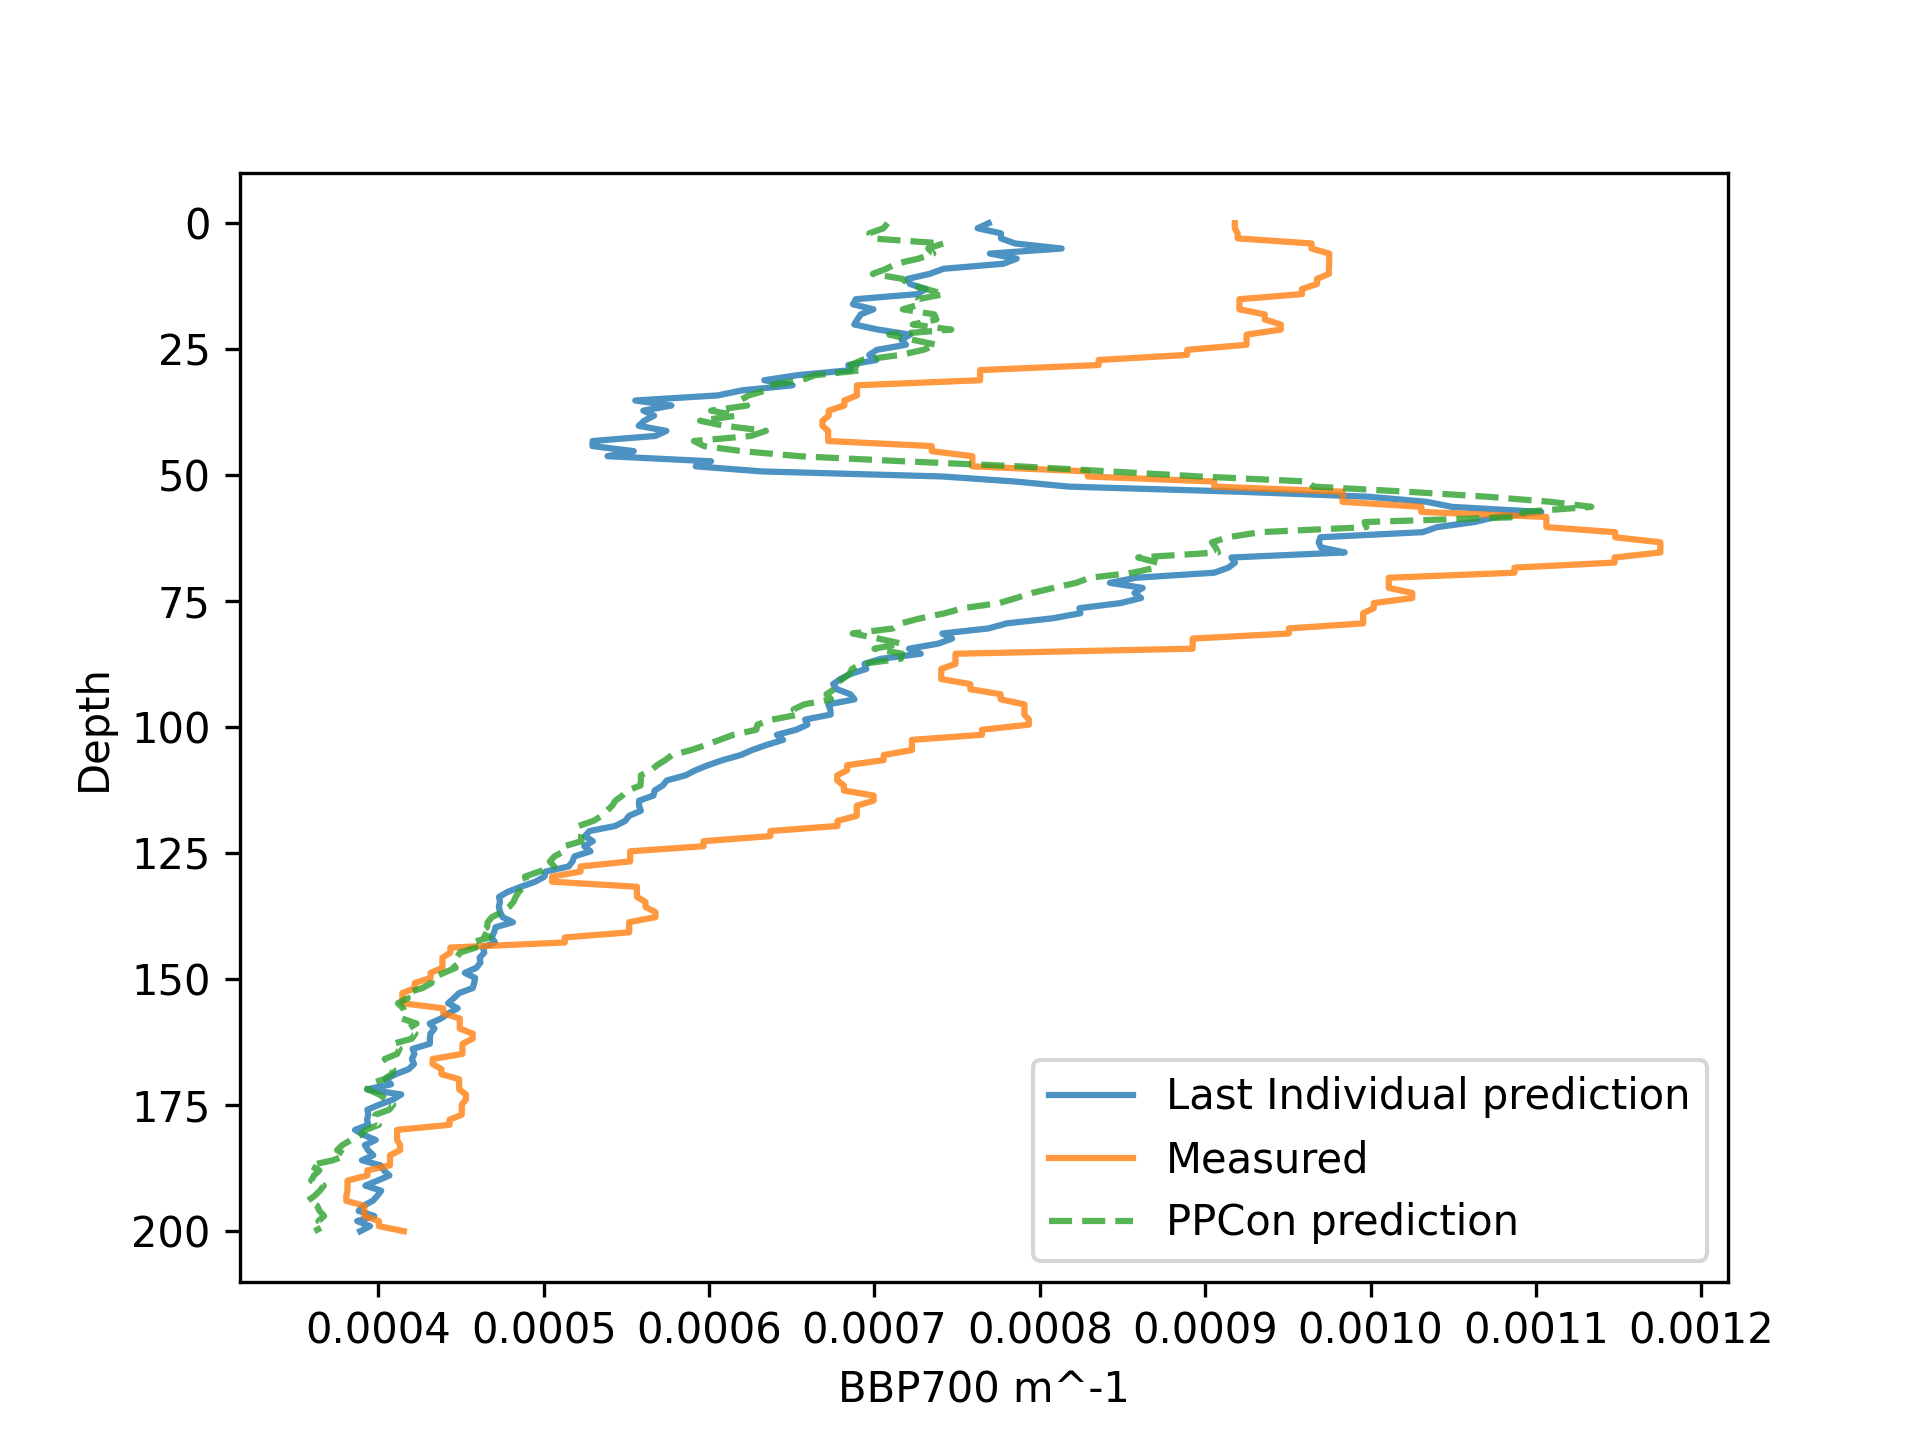 0
25
50
75
100
125
150
175
200
Depth
0.0004 0.0005 0.0006 0.0007 0.0008 0.0009 0.0010 0.0011 0.0012
BBP700 m^-1
Last Individual prediction
Measured
PPCon prediction